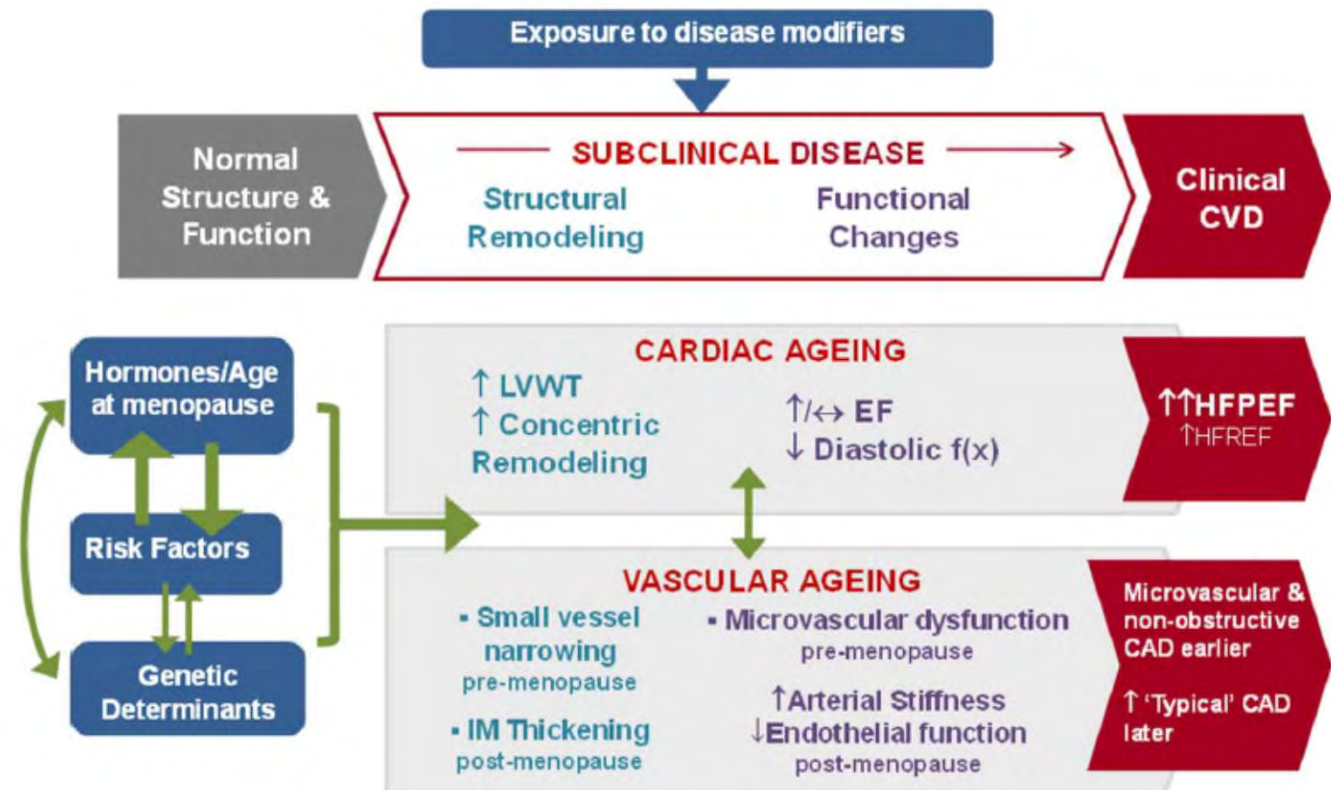 Exposure to disease modifiers
Normal
Structure &
Function
SUBCLINICAL DISEASE
Structural
Remodeling
Functional
Changes
Clinical
CVD
Hormones/Age
at menopause
Risk Factors
Genetic
Determinants
CARDIAC AGEING
↑ LVWT
↑ Concentric
Remodeling
↑/↔ EF
↓ Diastolic f(x)
↑↑HFPEF
↑HFREF
VASCULAR AGEING
▪ Small vessel
narrowing
pre-menopause
▪ IM Thickening
post-menopause
▪ Microvascular dysfunction
pre-menopause
↑Arterial Stiffness
↓Endothelial function
post-menopause
Microvascular &
non-obstructive
CAD earlier
↑ 'Typical' CAD
later